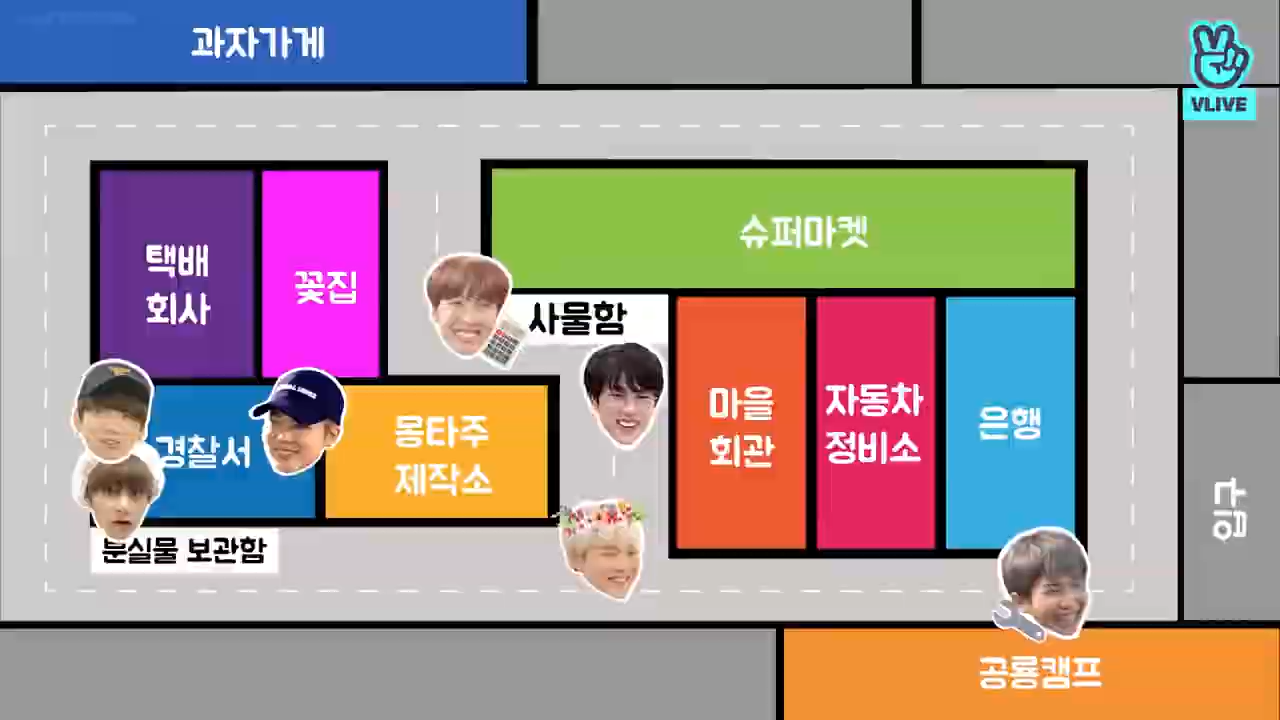 과자가게
VLIVE
택배
회사
꽃집
슈퍼마켓
사물함
마을
회관
자동차
정비소
은행
경찰서
몽타주
제작소
분실물 보관함
입구
공룡캠프